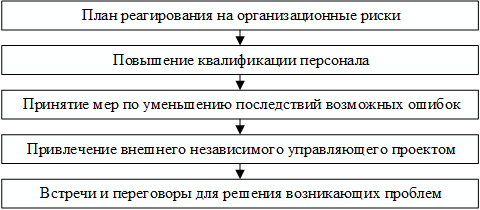 План реагирования на организационные риски
Повышение квалификации персонала
Принятие мер по уменьшению последствий возможных ошибок
Привлечение внешнего независимого управляющего проектом
Встречи и переговоры для решения возникающих проблем